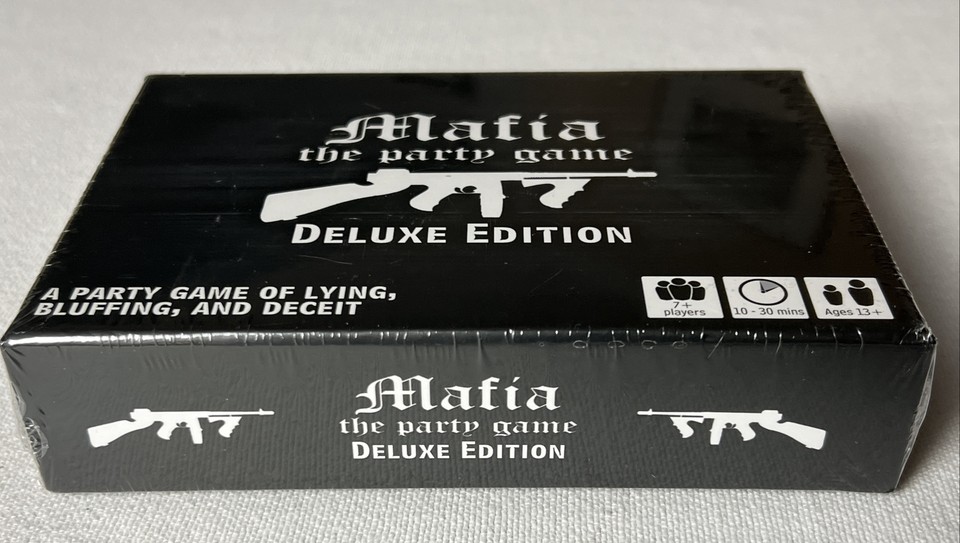 Mafia
the party game
DELUXE EDITION
A PARTY GAME OF LYING,
BLUFFING, AND DECEIT
7+
players
10 - 30 mins
Ages 13+
Mafia
the party game
DELUXE EDITION